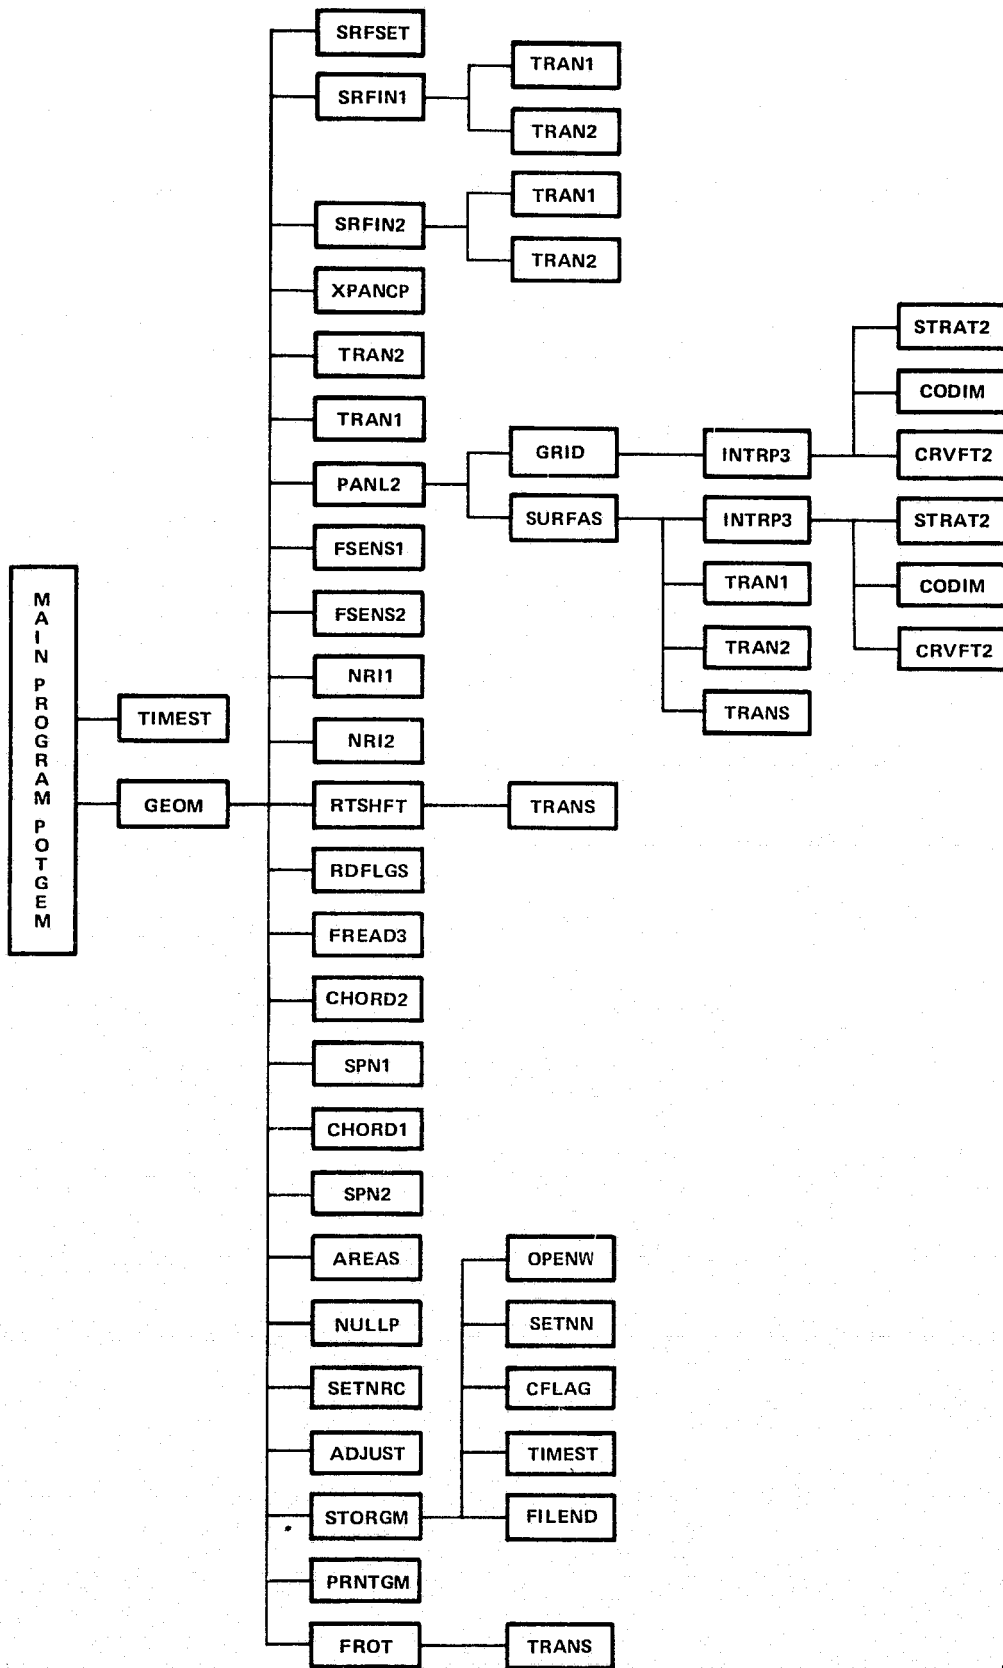 SRFSET
TRAN1
SRFIN1
TRAN2
TRAN1
SRFIN2
TRAN2
XPANCP
STRAT2
TRAN2
CODIM
TRAN1
GRID
INTRP3
CRVFT2
PANL2
SURFAS
INTRP3
STRAT2
FSENS1
TRAN1
CODIM
FSENS2
TRAN2
CRVFT2
NRI1
TRANS
MAIN PROGRAM POTGEM
TIMEST
NRI2
GEOM
RTSHFT
TRANS
RDFLGS
FREAD3
CHORD2
SPN1
CHORD1
SPN2
AREAS
OPENW
NULLP
SETNN
SETNRC
CFLAG
ADJUST
TIMEST
STORGM
FILEND
PRNTGM
FROT
TRANS